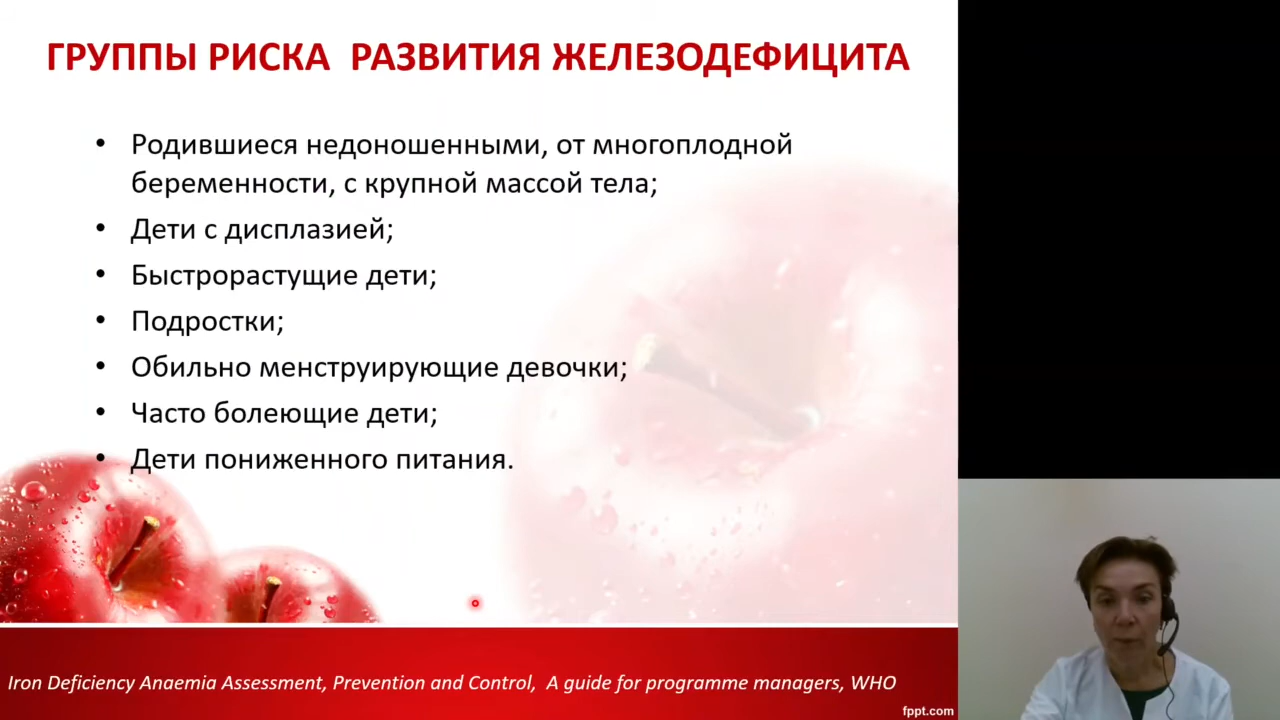 ГРУППЫ РИСКА РАЗВИТИЯ ЖЕЛЕЗОДЕФИЦИТА
• Родившиеся недоношенными, от многоплодной
беременности, с крупной массой тела;
• Дети с дисплазией;
• Быстрорастущие дети;
• Подростки;
• Обильно менструирующие девочки;
• Часто болеющие дети;
• Дети пониженного питания.
Iron Deficiency Anaemia Assessment, Prevention and Control, A guide for programme managers, WHO
fppt.com